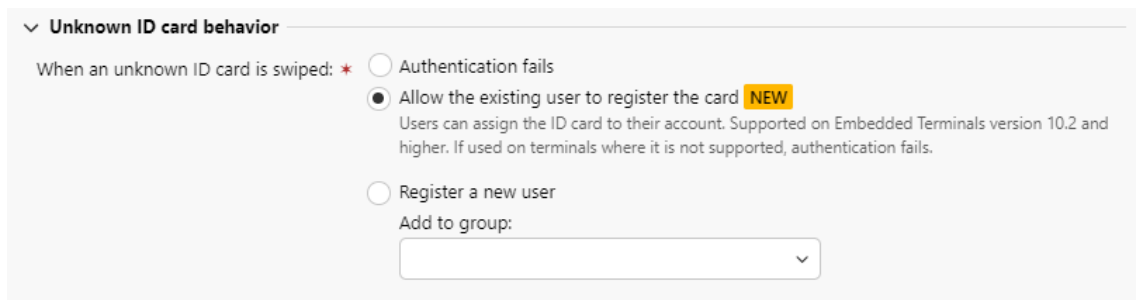 Unknown ID card behavior
When an unknown ID card is swiped: * Authentication fails
Allow the existing user to register the card NEW
Users can assign the ID card to their account. Supported on Embedded Terminals version 10.2 and
higher. If used on terminals where it is not supported, authentication fails.
Register a new user
Add to group: